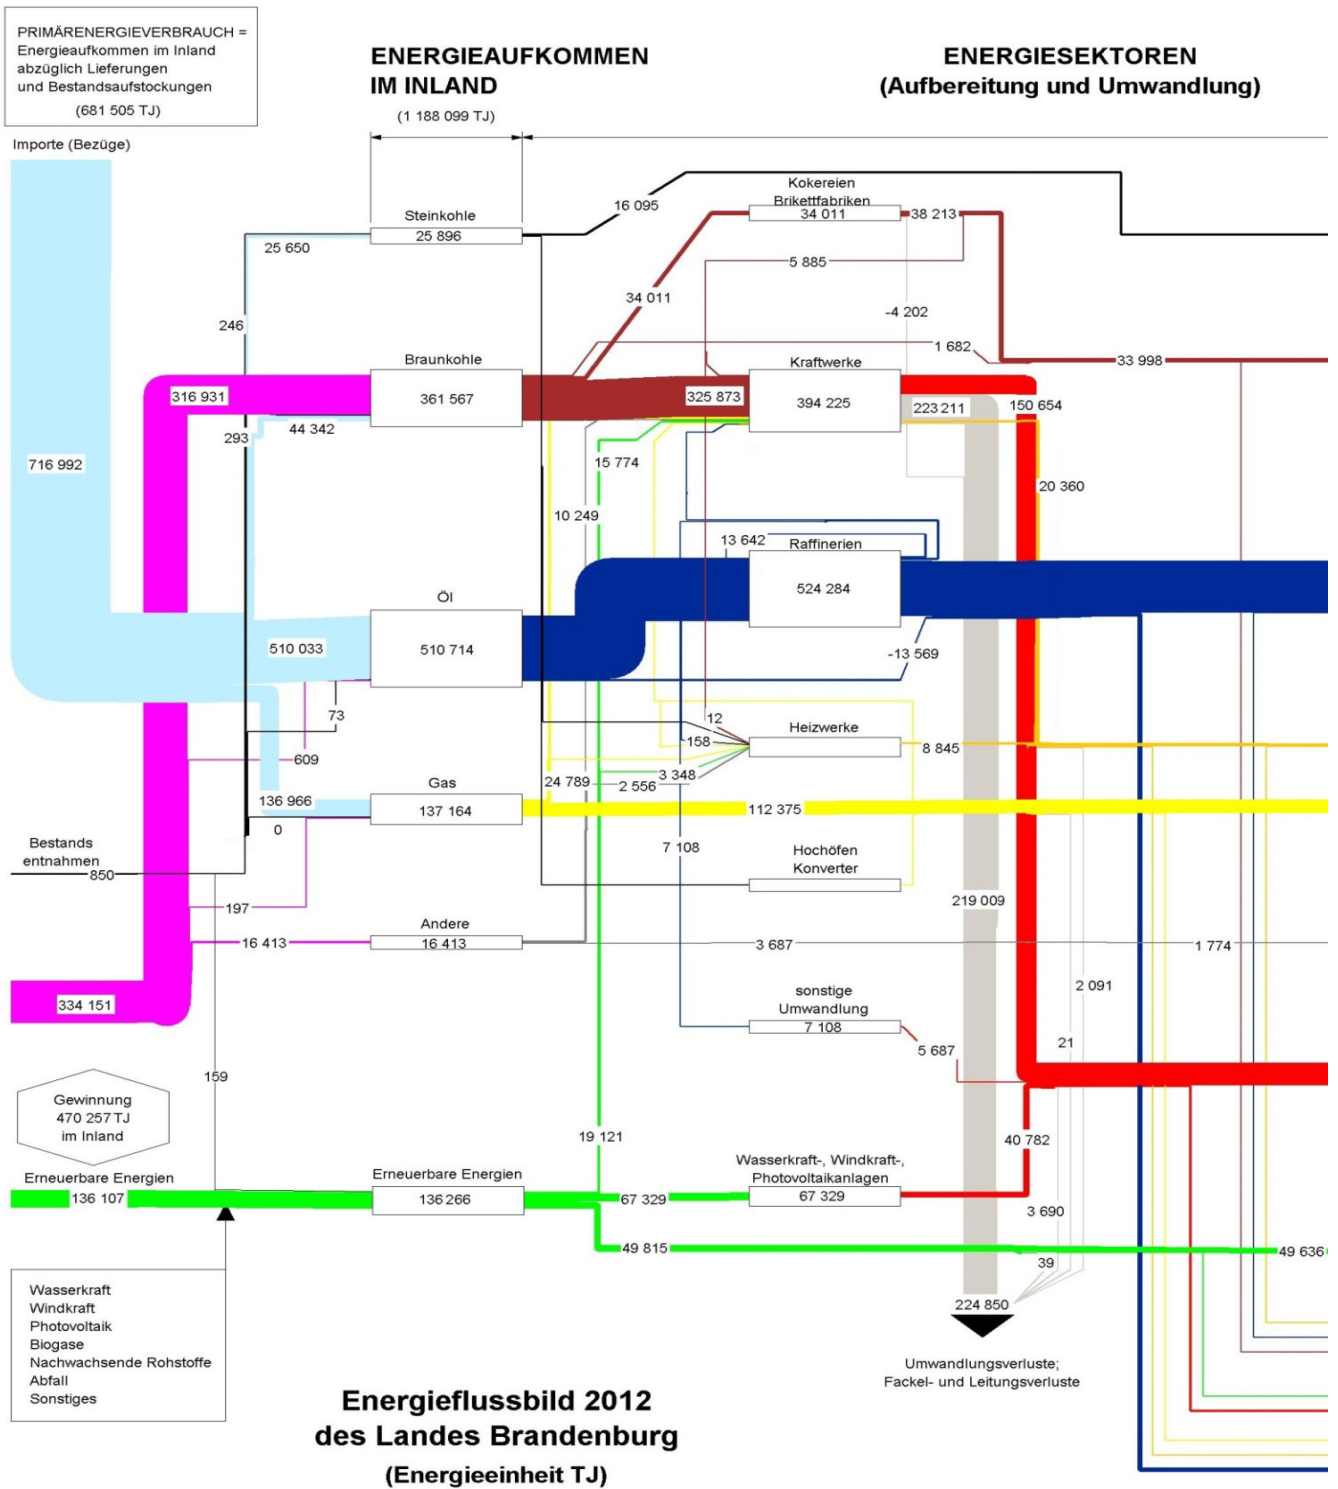 PRIMÄRENERGIEVERBRAUCH =
Energieaufkommen im Inland
abzüglich Lieferungen
und Bestandsaufstockungen
(681 505 TJ)
ENERGIEAUFKOMMEN
IM INLAND
(1 188 099 TJ)
ENERGIESEKTOREN
(Aufbereitung und Umwandlung)
Importe (Bezüge)
Kokereien
Brikettfabriken
34 011
38 213
16 095
Steinkohle
25 896
25 650
5 885
34 011
-4 202
246
1 682
33 998
Braunkohle
361 567
316 931
Kraftwerke
394 225
325 873
223 211
150 654
293
44 342
716 992
15 774
20 360
10 249
13 642
Raffinerien
524 284
Öl
510 714
510 033
-13 569
73
12
158
Heizwerke
8 845
609
24 789
3 348
2 556
Gas
137 164
136 966
112 375
0
Bestands
entnahmen
850
7 108
Hochöfen
Konverter
197
219 009
Andere
16 413
16 413
3 687
1 774
334 151
2 091
sonstige
Umwandlung
7 108
5 687
21
159
Gewinnung
470 257 TJ
im Inland
19 121
40 782
Erneuerbare Energien
136 107
Erneuerbare Energien
136 266
Wasserkraft-, Windkraft-,
Photovoltaikanlagen
67 329
67 329
3 690
49 815
49 636
39
224 850
Wasserkraft
Windkraft
Photovoltaik
Biogase
Nachwachsende Rohstoffe
Abfall
Sonstiges
Umwandlungsverluste;
Fackel- und Leitungsverluste
Energieflussbild 2012
des Landes Brandenburg
(Energieeinheit TJ)